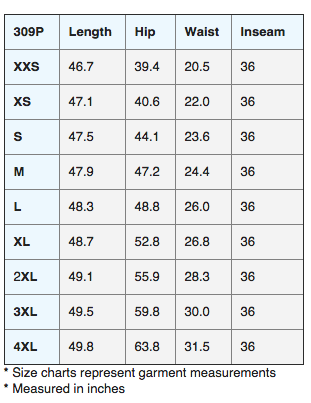 309P Length Hip Waist Inseam
XXS 46.7 39.4 20.5 36
XS 47.1 40.6 22.0 36
S 47.5 44.1 23.6 36
M 47.9 47.2 24.4 36
L 48.3 48.8 26.0 36
XL 48.7 52.8 26.8 36
2XL 49.1 55.9 28.3 36
3XL 49.5 59.8 30.0 36
4XL 49.8 63.8 31.5 36
* Size charts represent garment measurements
* Measured in inches